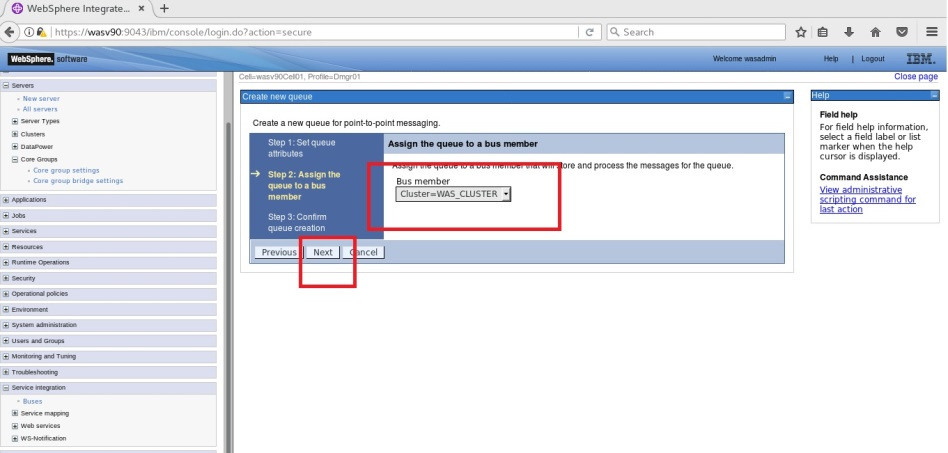 WebSphere Integrate...
https://wasv90:9043/ibm/console/login.do?action=secure
Search
WebSphere. software
Welcome wasadmin
Help | Logout
IBM.
Cell=wasv90Cell01, Profile=Dmgr01
Close page
Servers
New server
All servers
Server Types
Clusters
DataPower
Core Groups
Core group settings
Core group bridge settings
Applications
Jobs
Services
Resources
Runtime Operations
Security
Operational policies
Environment
System administration
Users and Groups
Monitoring and Tuning
Troubleshooting
Service integration
Buses
Service mapping
Web services
WS-Notification
Create new queue
Create a new queue for point-to-point messaging.
Step 1: Set queue
attributes
Step 2: Assign the
queue to a bus
member
Step 3: Confirm
queue creation
Assign the queue to a bus member
Assign the queue to a bus member that will store and process the messages for the queue.
Bus member
Cluster=WAS_CLUSTER
Previous Next Cancel
Help
Field help
For field help information,
select a field label or list
marker when the help
cursor is displayed.
Command Assistance
View administrative
scripting command for
last action